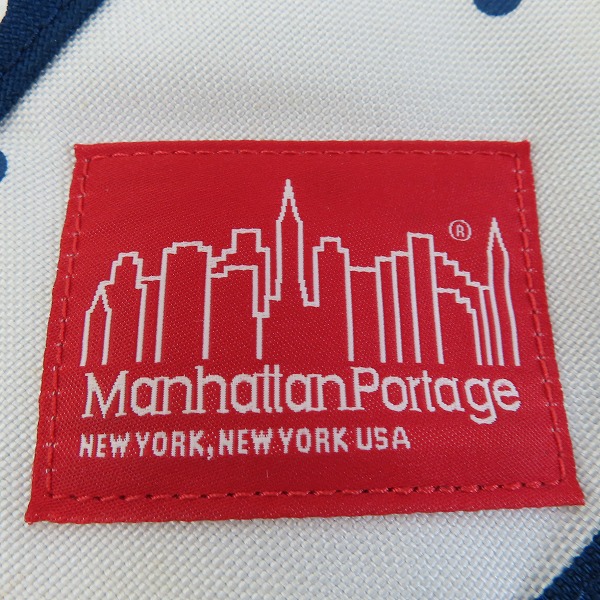 ®
ManhattanPortage
NEW YORK, NEW YORK USA